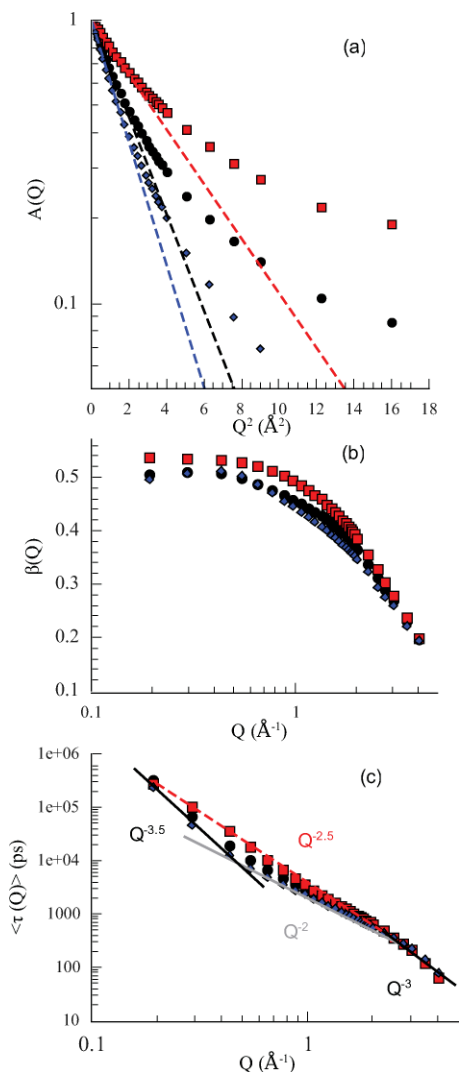 (a)
1
0.1
A(Q)
0 2 4 6 8 10 12 14 16 18
Q² (Å²)
(b)
0.5
0.4
0.3
0.2
0.1
β(Q)
0.1 1
Q (Å⁻¹)
(c)
1e+06
1e+05
1e+04
1000
100
10
<τ (Q)> (ps)
Q⁻³·⁵
Q⁻²·⁵
Q⁻²
Q⁻³
0.1 1
Q (Å⁻¹)